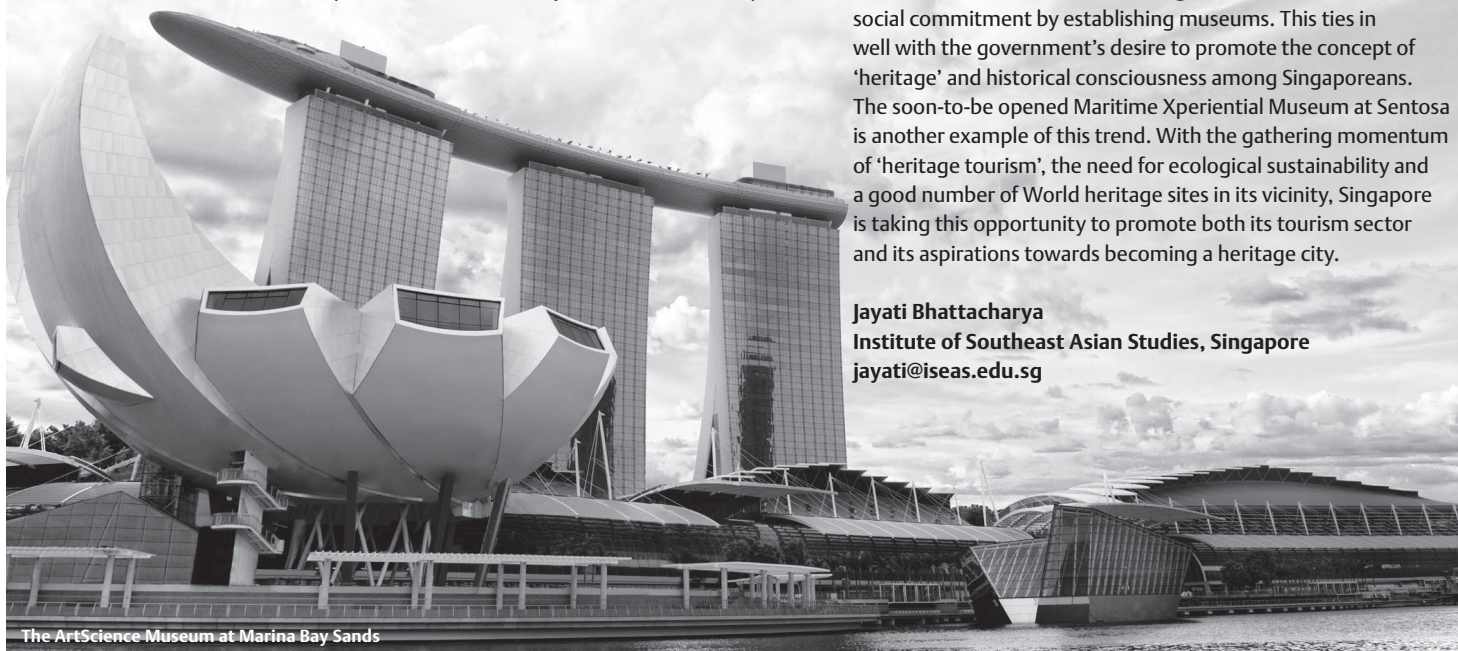 social commitment by establishing museums. This ties in
well with the government’s desire to promote the concept of
‘heritage’ and historical consciousness among Singaporeans.
The soon-to-be opened Maritime Xperiential Museum at Sentosa
is another example of this trend. With the gathering momentum
of ‘heritage tourism’, the need for ecological sustainability and
a good number of World heritage sites in its vicinity, Singapore
is taking this opportunity to promote both its tourism sector
and its aspirations towards becoming a heritage city.
Jayati Bhattacharya
Institute of Southeast Asian Studies, Singapore
jayati@iseas.edu.sg
The ArtScience Museum at Marina Bay Sands